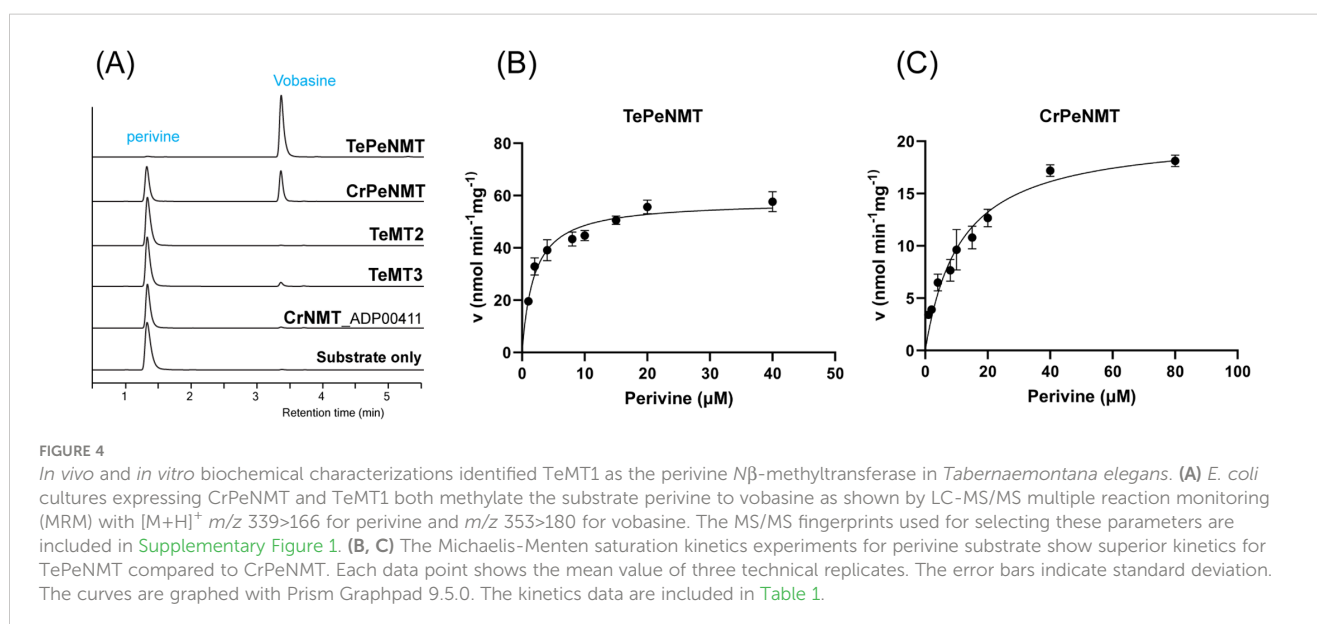 (A)
Vobasine
perivine
TePeNMT
CrPeNMT
TeMT2
TeMT3
CrNMT_ADP00411
Substrate only
1 2 3 4 5
Retention time (min)
(B)
TePeNMT
v (nmol min⁻¹mg⁻¹)
80
60
40
20
0
0 10 20 30 40 50
Perivine (µM)
(C)
CrPeNMT
v (nmol min⁻¹mg⁻¹)
20
15
10
5
0
0 20 40 60 80 100
Perivine (µM)
FIGURE 4
In vivo and in vitro biochemical characterizations identified TeMT1 as the perivine Nβ-methyltransferase in Tabernaemontana elegans. (A) E. coli
cultures expressing CrPeNMT and TeMT1 both methylate the substrate perivine to vobasine as shown by LC-MS/MS multiple reaction monitoring
(MRM) with [M+H]⁺ m/z 339>166 for perivine and m/z 353>180 for vobasine. The MS/MS fingerprints used for selecting these parameters are
included in Supplementary Figure 1. (B, C) The Michaelis-Menten saturation kinetics experiments for perivine substrate show superior kinetics for
TePeNMT compared to CrPeNMT. Each data point shows the mean value of three technical replicates. The error bars indicate standard deviation.
The curves are graphed with Prism Graphpad 9.5.0. The kinetics data are included in Table 1.